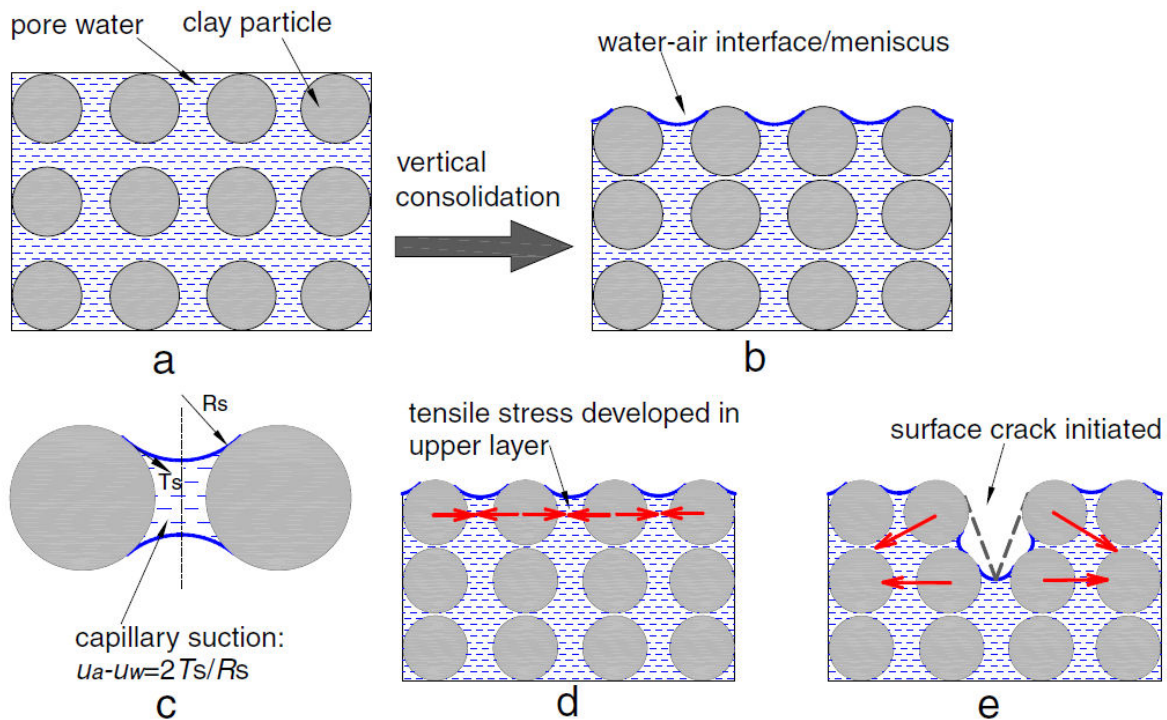 pore water
clay particle
a
vertical
consolidation
water-air interface/meniscus
b
Rs
Ts
capillary suction:
ua-uw=2Ts/Rs
c
tensile stress developed in
upper layer
d
surface crack initiated
e